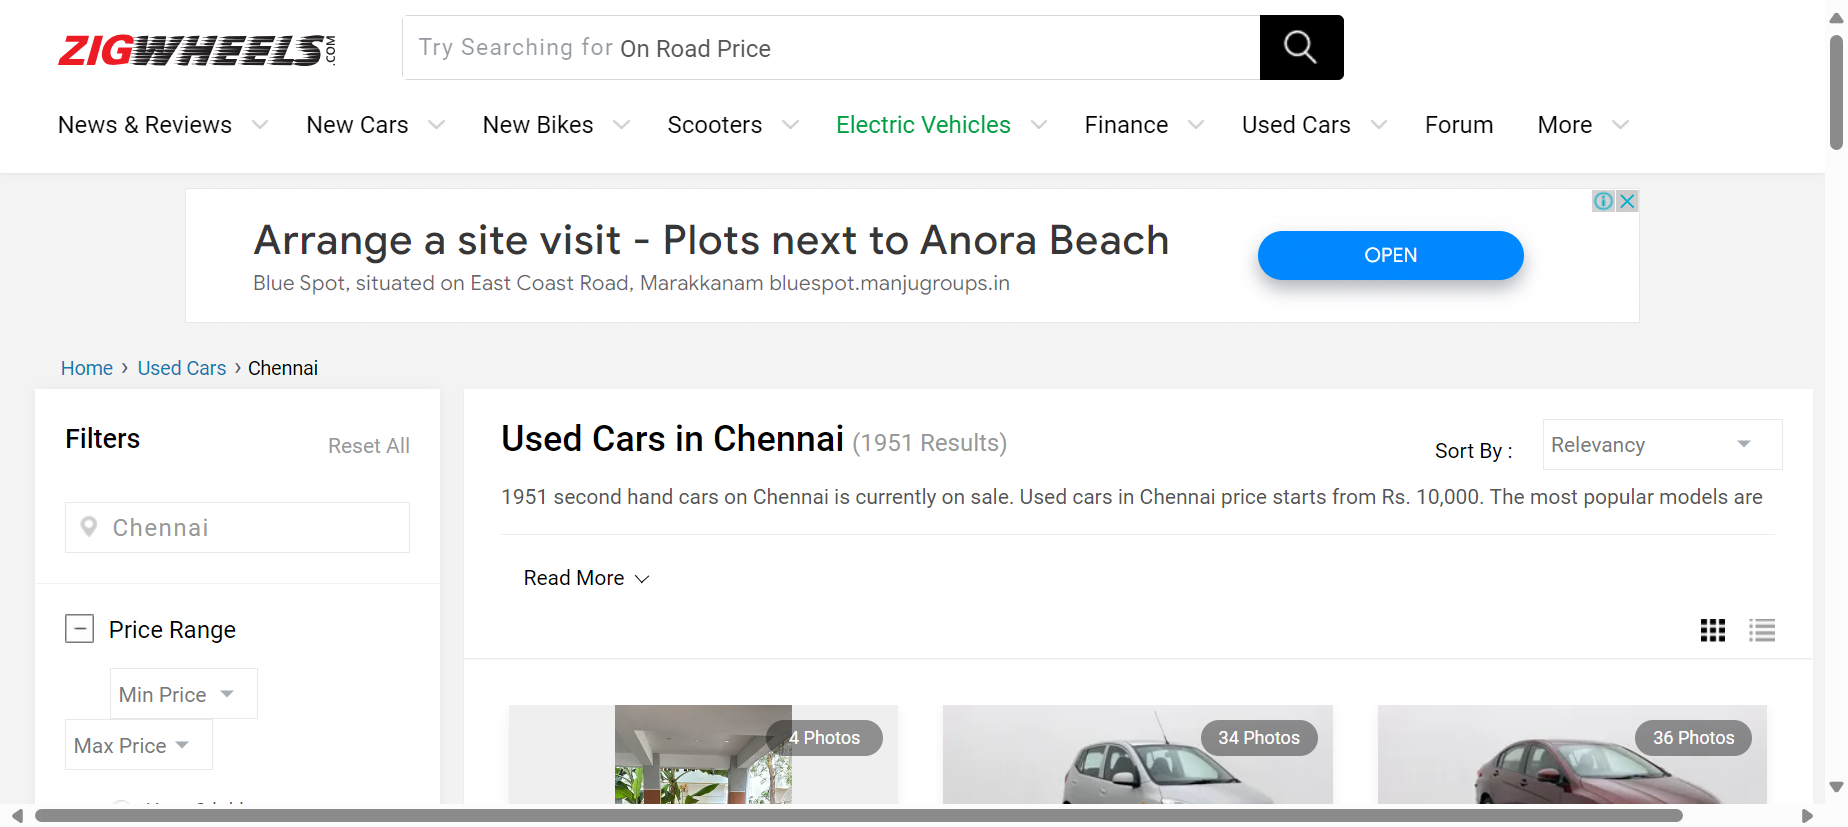 ZIGWHEELS.COM
Try Searching for On Road Price
News & Reviews New Cars New Bikes Scooters Electric Vehicles Finance Used Cars Forum More
Arrange a site visit - Plots next to Anora Beach
Blue Spot, situated on East Coast Road, Marakkanam bluespot.manjugroups.in
OPEN
Home › Used Cars › Chennai
Filters
Reset All
Chennai
Price Range
Min Price
Max Price
Used Cars in Chennai (1951 Results)
Sort By :
Relevancy
1951 second hand cars on Chennai is currently on sale. Used cars in Chennai price starts from Rs. 10,000. The most popular models are
Read More
4 Photos
34 Photos
36 Photos